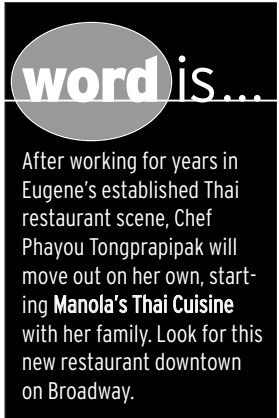 word is...
After working for years in
Eugene's established Thai
restaurant scene, Chef
Phayou Tongprapipak will
move out on her own, start-
ing Manola's Thai Cuisine
with her family. Look for this
new restaurant downtown
on Broadway.